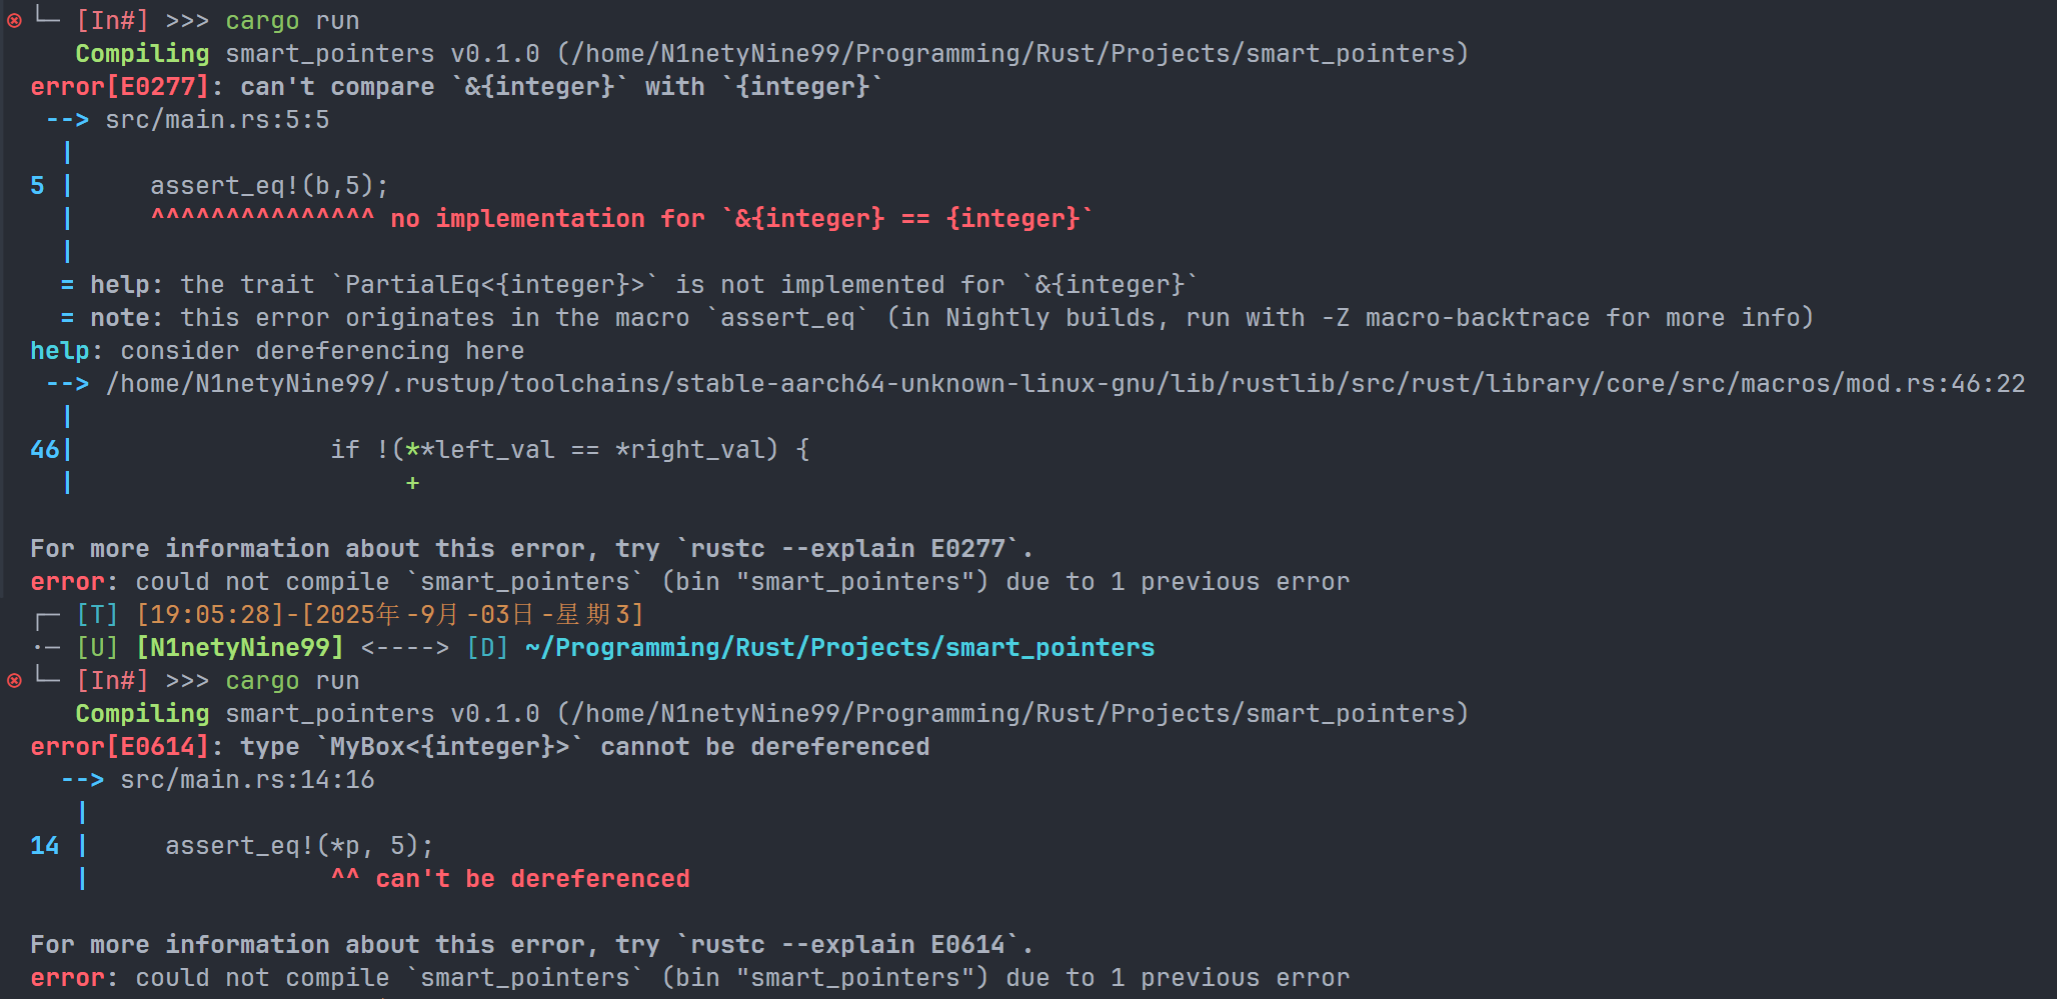 ⊗ └─ [In#] >>> cargo run
   Compiling smart_pointers v0.1.0 (/home/N1netyNine99/Programming/Rust/Projects/smart_pointers)
error[E0277]: can't compare `&{integer}` with `{integer}`
 --> src/main.rs:5:5
  |
5 |     assert_eq!(b,5);
  |     ^^^^^^^^^^^^^^^ no implementation for `&{integer} == {integer}`
  |
  = help: the trait `PartialEq<{integer}>` is not implemented for `&{integer}`
  = note: this error originates in the macro `assert_eq` (in Nightly builds, run with -Z macro-backtrace for more info)
help: consider dereferencing here
 --> /home/N1netyNine99/.rustup/toolchains/stable-aarch64-unknown-linux-gnu/lib/rustlib/src/rust/library/core/src/macros/mod.rs:46:22
  |
46|                 if !(**left_val == *right_val) {
  |                      +
For more information about this error, try `rustc --explain E0277`.
error: could not compile `smart_pointers` (bin "smart_pointers") due to 1 previous error
┌─ [T] [19:05:28]-[2025年-9月-03日-星期3]
·─ [U] [N1netyNine99] <----> [D] ~/Programming/Rust/Projects/smart_pointers
⊗ └─ [In#] >>> cargo run
   Compiling smart_pointers v0.1.0 (/home/N1netyNine99/Programming/Rust/Projects/smart_pointers)
error[E0614]: type `MyBox<{integer}>` cannot be dereferenced
  --> src/main.rs:14:16
   |
14 |     assert_eq!(*p, 5);
   |                ^^ can't be dereferenced
For more information about this error, try `rustc --explain E0614`.
error: could not compile `smart_pointers` (bin "smart_pointers") due to 1 previous error